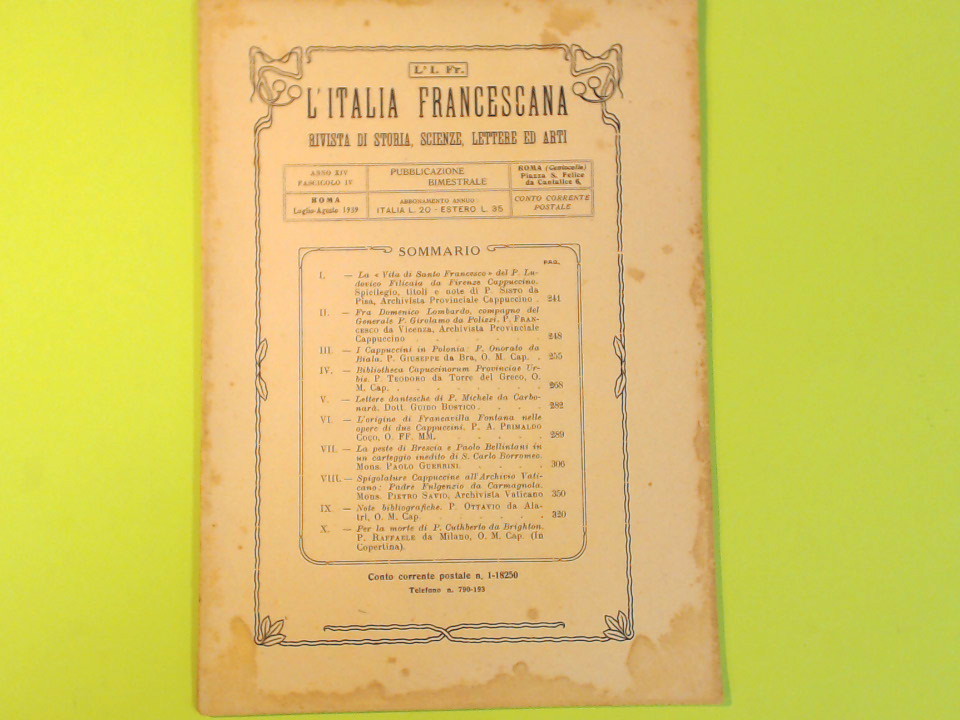 L'I. Fr.
L'ITALIA FRANCESCANA
RIVISTA DI STORIA, SCIENZE, LETTERE ED ARTI
ANNO XIV
FASCICOLO IV
PUBBLICAZIONE
BIMESTRALE
ROMA (Centocelle)
Piazza S. Felice
da Cantalice 6.
ROMA
Luglio-Agosto 1939
ABBONAMENTO ANNUO:
ITALIA L. 20 - ESTERO L. 35
CONTO CORRENTE
POSTALE
SOMMARIO
PAG.
I. — La « Vita di Santo Francesco » del P. Lu-
dovico Filicaia da Firenze Cappuccino.
Spicilegio, titoli e note di P. SISTO da
Pisa, Archivista Provinciale Cappuccino . 241
II. — Fra Domenico Lombardo, compagno del
Generale P. Girolamo da Polizzi. P. FRAN-
CESCO da Vicenza, Archivista Provinciale
Cappuccino . . . . . . . 248
III. — I Cappuccini in Polonia: P. Onorato da
Biala. P. GIUSEPPE da Bra, O. M. Cap. . 255
IV. — Bibliotheca Capuccinorum Provinciae Ur-
bis. P. TEODORO da Torre del Greco, O.
M. Cap. . . . . . . . . 268
V. — Lettere dantesche di P. Michele da Carbo-
nara. Dott. GUIDO BUSTICO . . . . 282
VI. — L'origine di Francavilla Fontana nelle
opere di due Cappuccini. P. A. PRIMALDO
COCO, O. FF. MM. . . . . . 289
VII. — La peste di Brescia e Paolo Bellintani in
un carteggio inedito di S. Carlo Borromeo.
Mons. PAOLO GUERRINI. . . . . 306
VIII. — Spigolature Cappuccine all'Archivio Vati-
cano: Padre Fulgenzio da Carmagnola.
Mons. PIETRO SAVIO, Archivista Vaticano 350
IX. — Note bibliografiche. P. OTTAVIO da Ala-
tri, O. M. Cap. . . . . . . 320
X. — Per la morte di P. Cuthberto da Brighton.
P. RAFFAELE da Milano, O. M. Cap. (In
Copertina).
Conto corrente postale n. 1-18250
Telefono n. 790-193